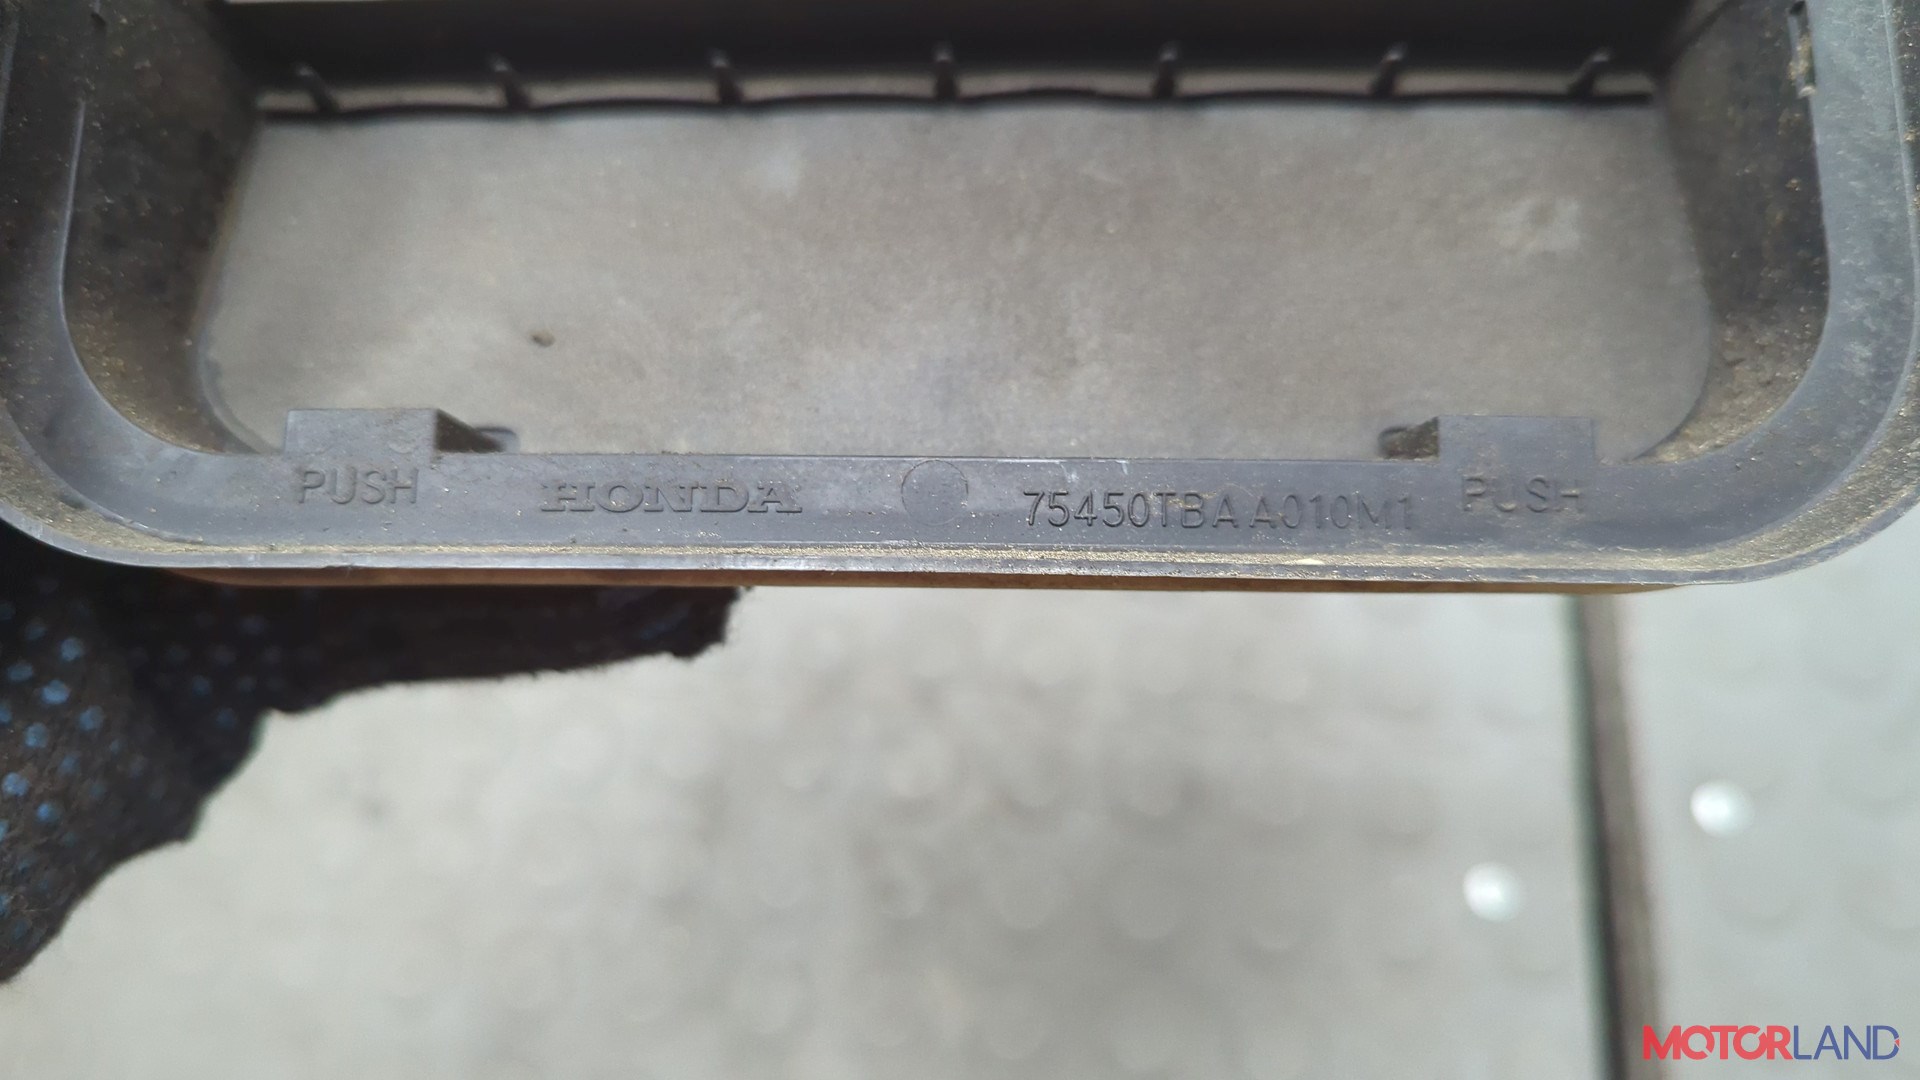 PUSH HONDA 75450TBA A010M1 PUSH
MOTORLAND